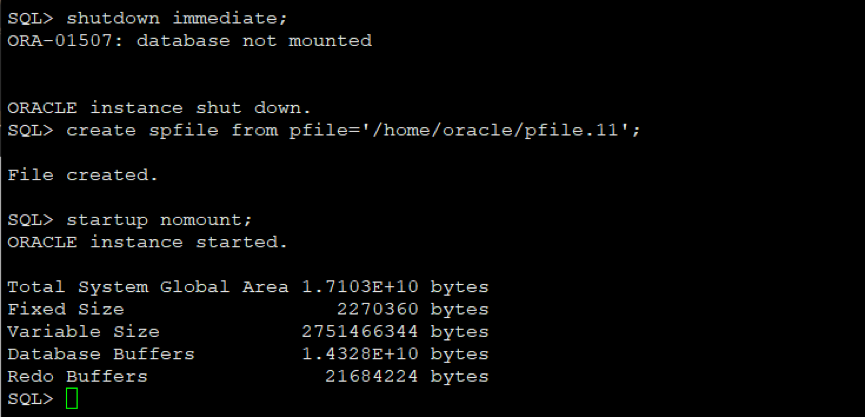 SQL> shutdown immediate;
ORA-01507: database not mounted
ORACLE instance shut down.
SQL> create spfile from pfile='/home/oracle/pfile.11';
File created.
SQL> startup nomount;
ORACLE instance started.
Total System Global Area 1.7103E+10 bytes
Fixed Size 2270360 bytes
Variable Size 2751466344 bytes
Database Buffers 1.4328E+10 bytes
Redo Buffers 21684224 bytes
SQL>